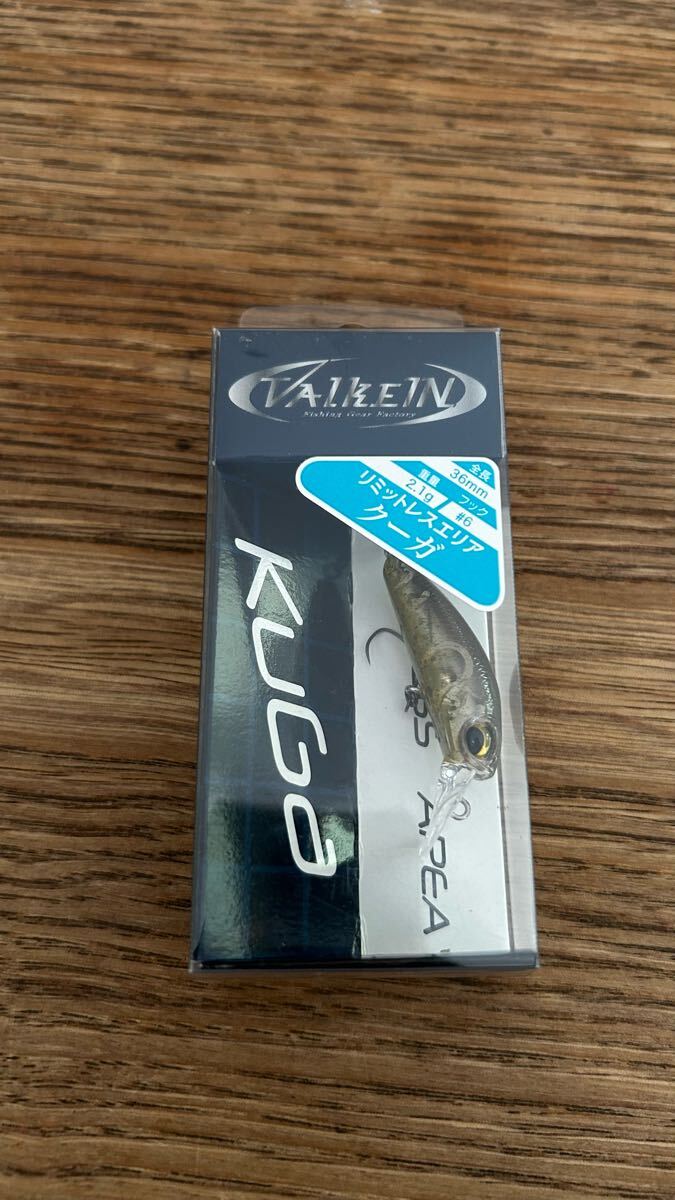 ValkeIN
Fishing Gear Factory
全長
36mm
重量
2.1g
フック
#6
リミットレスエリア
クーガ
KuGa
APEA